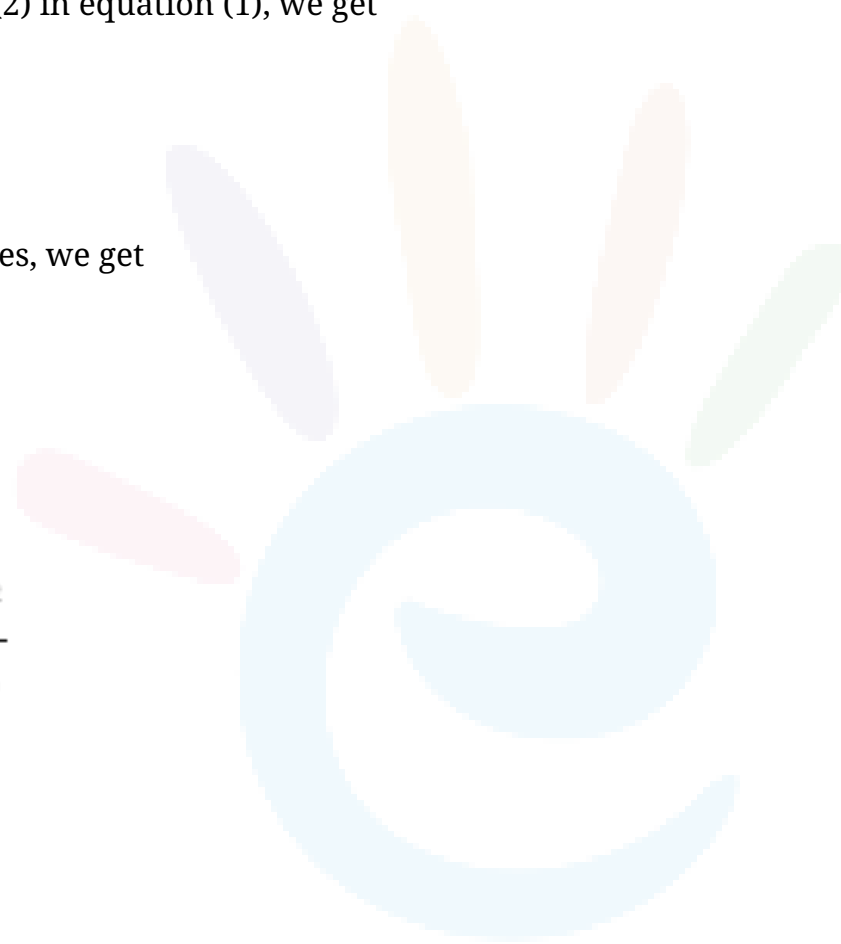 2) in equation (1), we get
es, we get